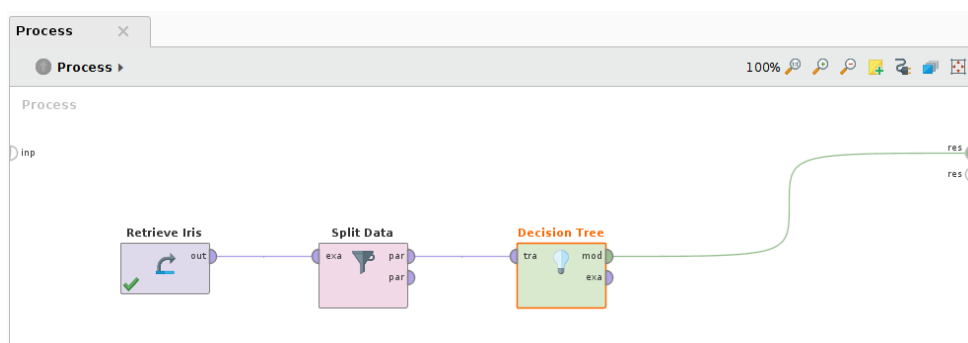 Process
Process
100%
Process
inp
res
res
Retrieve Iris
Split Data
Decision Tree
out
exa
par
par
tra
mod
exa